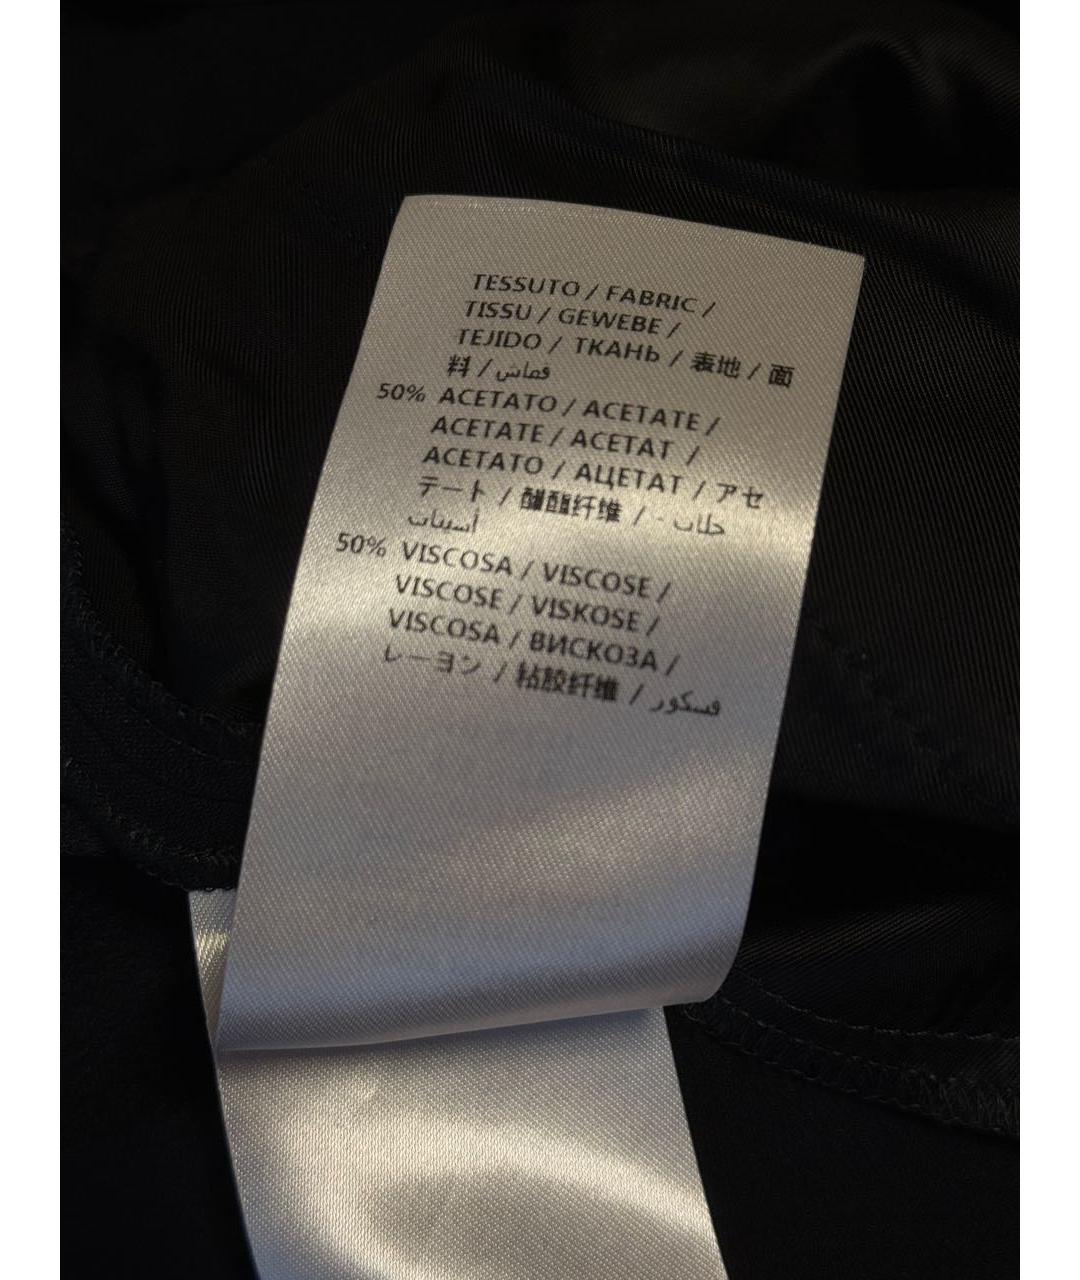 TESSUTO / FABRIC /
TISSU / GEWEBE /
TEJIDO / ТКАНЬ / 表地 / 面
料 / قماش
50% ACETATO / ACETATE /
ACETATE / ACETAT /
ACETATO / АЦЕТАТ / アセ
テート / 醋酯纤维 / - خلات
أسيتات
50% VISCOSA / VISCOSE /
VISCOSE / VISKOSE /
VISCOSA / ВИСКОЗА /
レーヨン / 粘胶纤维 / فسكور